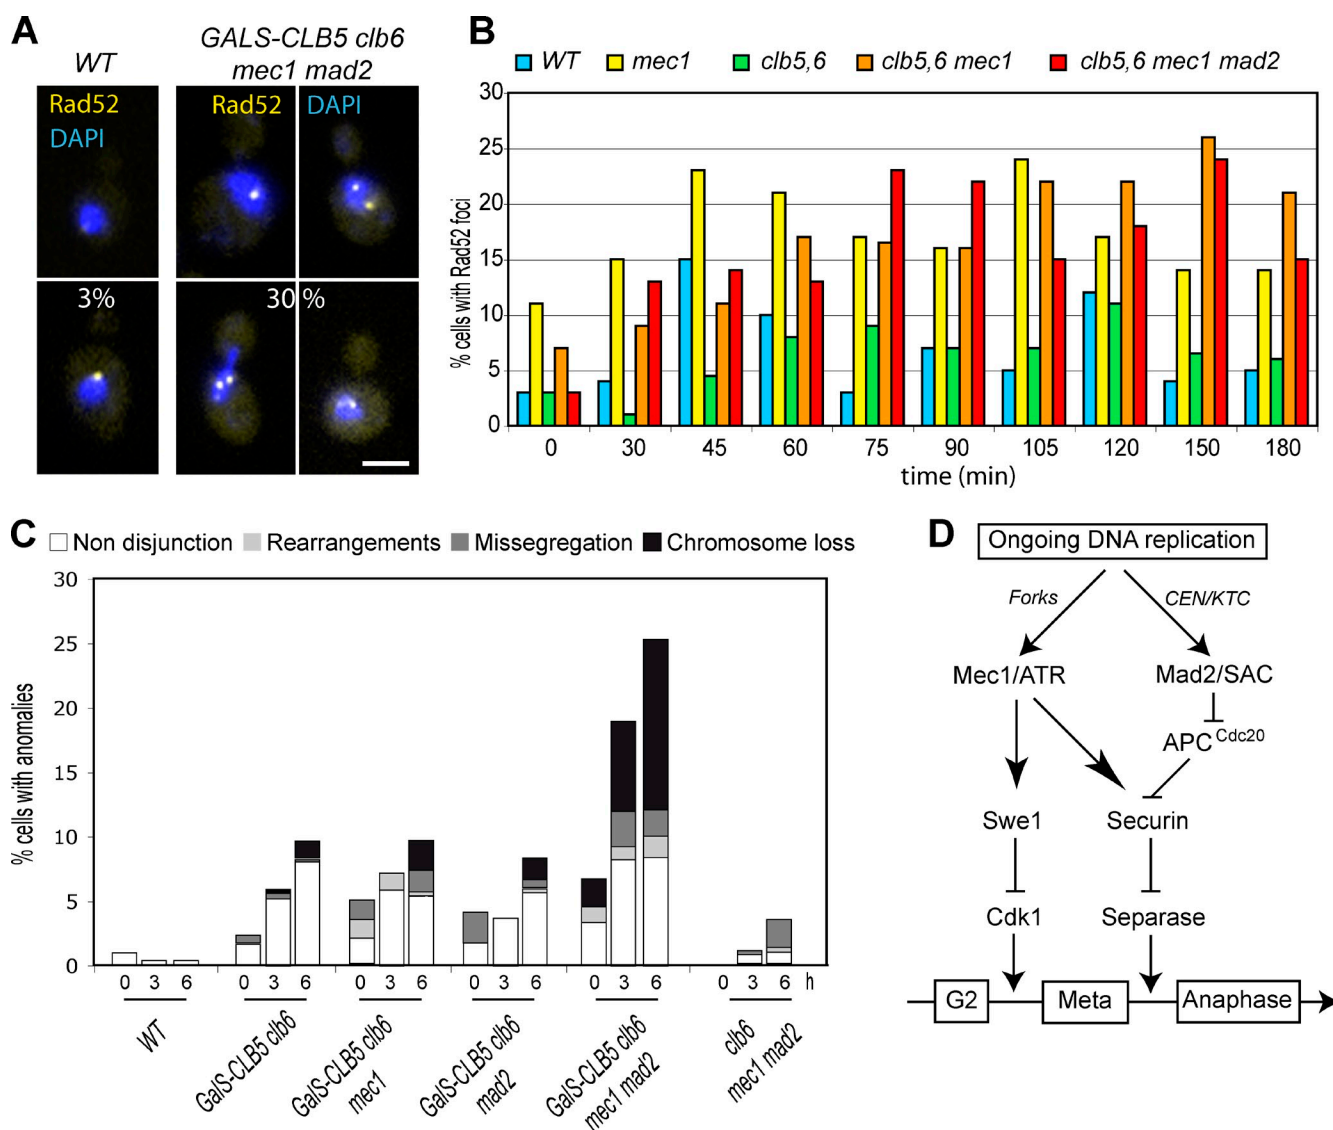 A
WT
GALS-CLB5 clb6
mec1 mad2
Rad52
DAPI
Rad52
DAPI
3%
30 %
B
WT
mec1
clb5,6
clb5,6 mec1
clb5,6 mec1 mad2
% cells with Rad52 foci
30
25
20
15
10
5
0
0 30 45 60 75 90 105 120 150 180
time (min)
C
Non disjunction
Rearrangements
Missegregation
Chromosome loss
% cells with anomalies
30
25
20
15
10
5
0
0 3 6 0 3 6 0 3 6 0 3 6 0 3 6 0 3 6 h
WT
GalS-CLB5 clb6
GalS-CLB5 clb6
mec1
GalS-CLB5 clb6
mad2
GalS-CLB5 clb6
mec1 mad2
clb6
mec1 mad2
D
Ongoing DNA replication
Forks
CEN/KTC
Mec1/ATR
Mad2/SAC
APC Cdc20
Swe1
Securin
Cdk1
Separase
G2
Meta
Anaphase